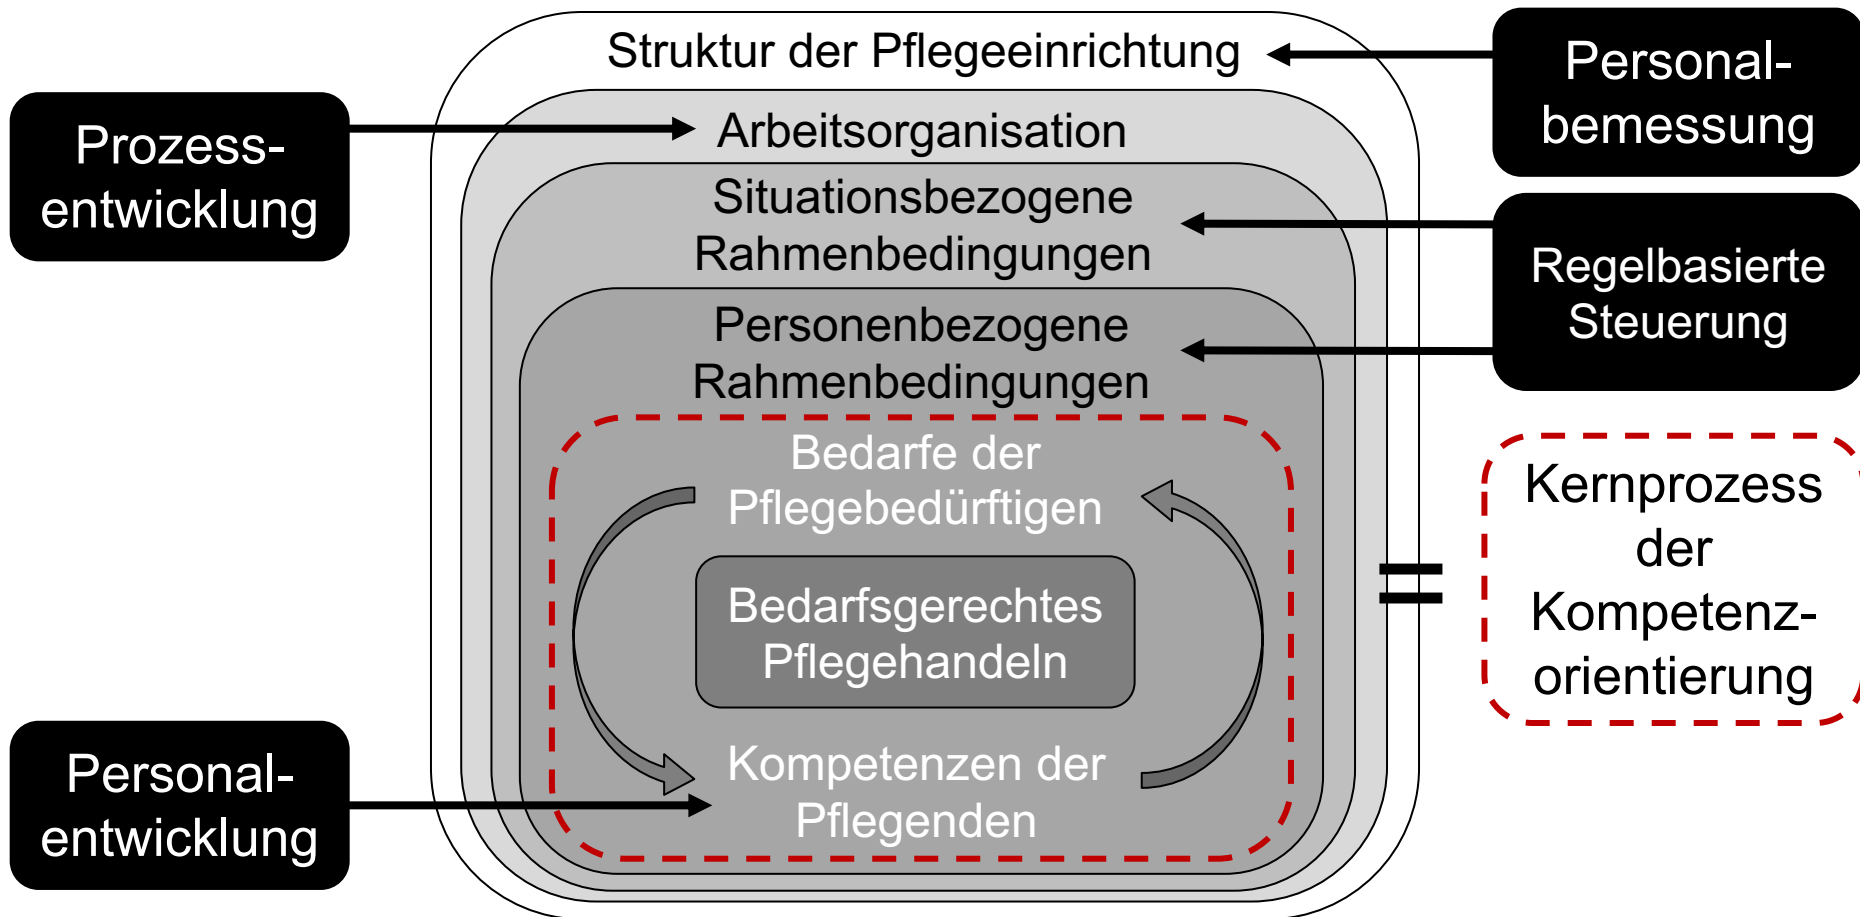 Struktur der Pflegeeinrichtung
Personal-
bemessung
Prozess-
entwicklung
Arbeitsorganisation
Situationsbezogene
Rahmenbedingungen
Regelbasierte
Steuerung
Personenbezogene
Rahmenbedingungen
Bedarfe der
Pflegebedürftigen
Bedarfsgerechtes
Pflegehandeln
Kompetenzen der
Pflegenden
Personal-
entwicklung
=
Kernprozess
der
Kompetenz-
orientierung